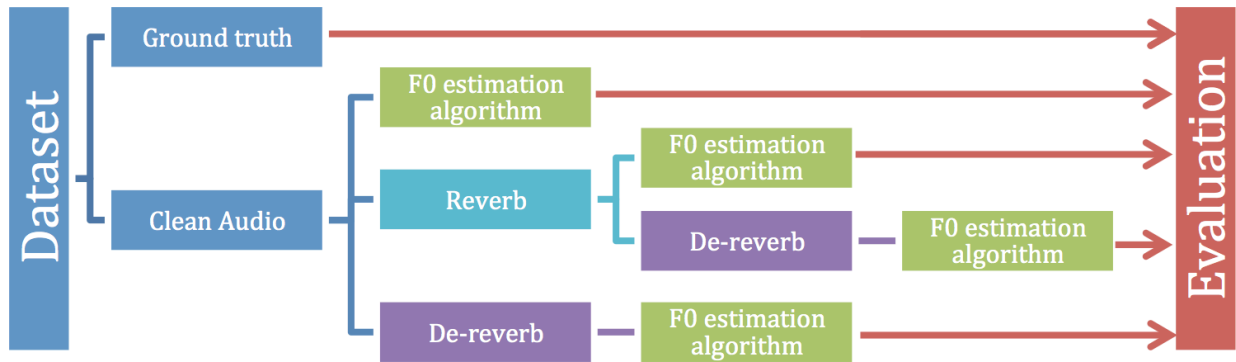 Dataset
Ground truth
Clean Audio
F0 estimation
algorithm
Reverb
De-reverb
F0 estimation
algorithm
De-reverb
F0 estimation
algorithm
F0 estimation
algorithm
Evaluation